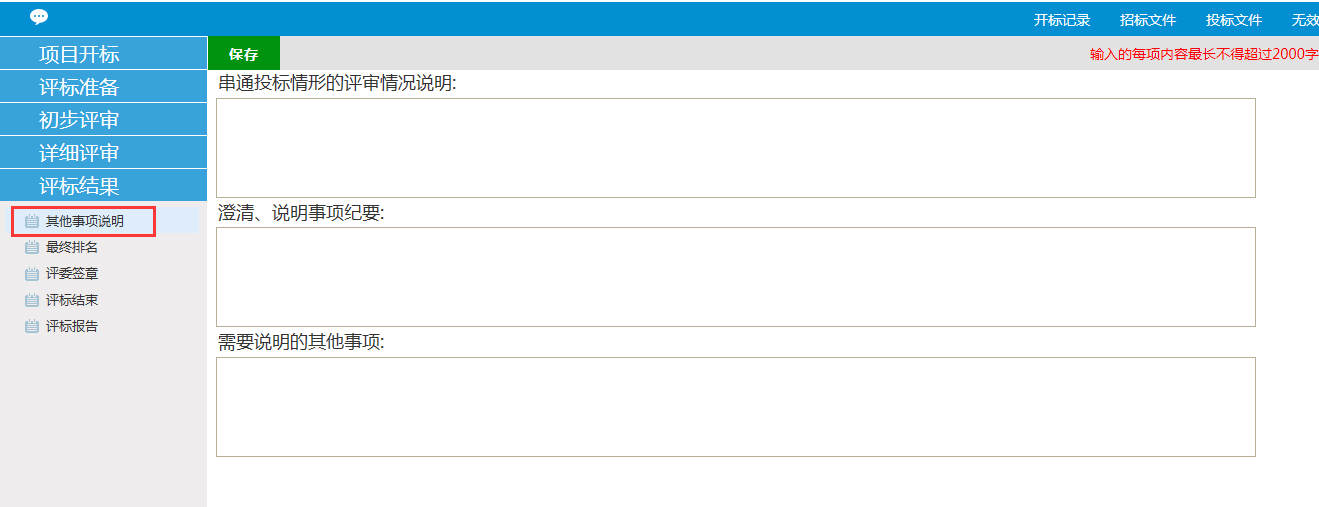 开标记录 招标文件 投标文件 无效
项目开标
评标准备
初步评审
详细评审
评标结果
其他事项说明
最终排名
评委签章
评标结束
评标报告
保存
输入的每项内容最长不得超过2000字
串通投标情形的评审情况说明:
澄清、说明事项纪要:
需要说明的其他事项: